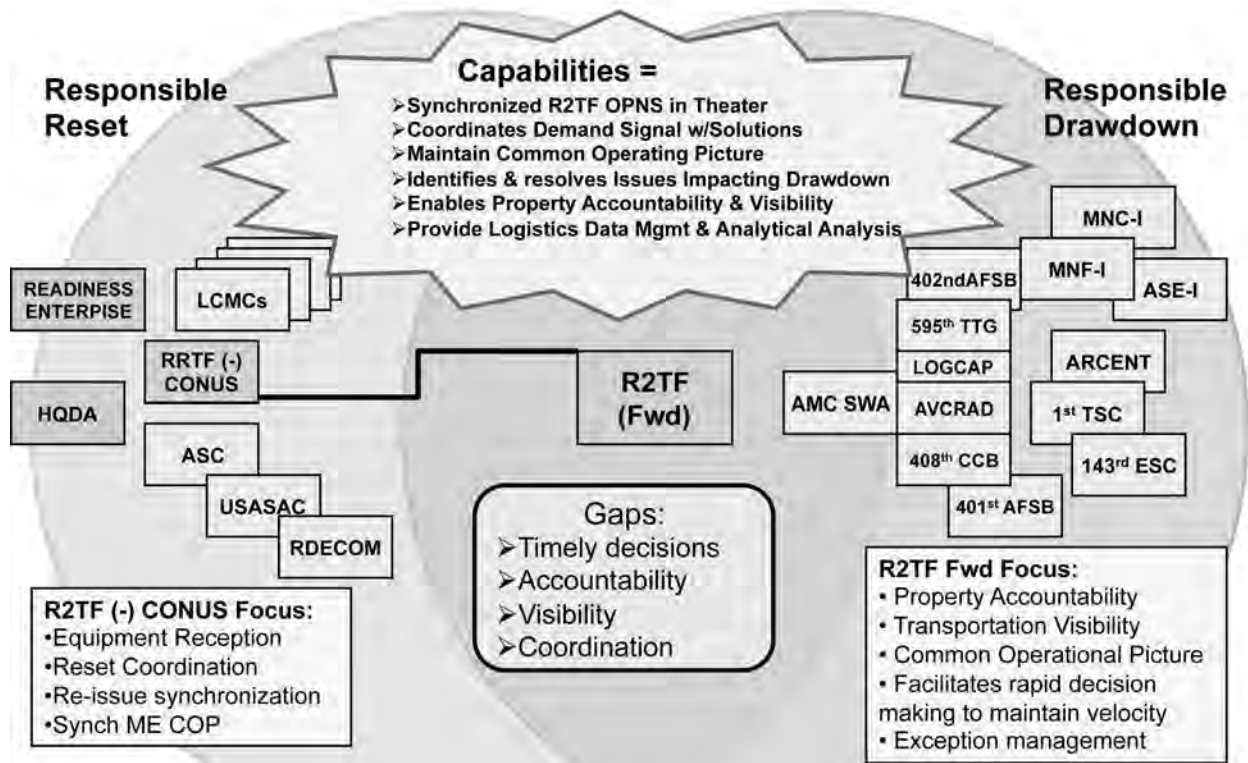 Responsible
Reset
Capabilities =
➢Synchronized R2TF OPNS in Theater
➢Coordinates Demand Signal w/Solutions
➢Maintain Common Operating Picture
➢Identifies & resolves Issues Impacting Drawdown
➢Enables Property Accountability & Visibility
➢Provide Logistics Data Mgmt & Analytical Analysis
Responsible
Drawdown
READINESS
ENTERPISE
LCMCs
RRTF (-)
CONUS
HQDA
ASC
USASAC
RDECOM
R2TF
(Fwd)
MNC-I
MNF-I
ASE-I
402ndAFSB
595th TTG
LOGCAP
AMC SWA
AVCRAD
408th CCB
401st AFSB
ARCENT
1st TSC
143rd ESC
R2TF (-) CONUS Focus:
•Equipment Reception
•Reset Coordination
•Re-issue synchronization
•Synch ME COP
Gaps:
➢Timely decisions
➢Accountability
➢Visibility
➢Coordination
R2TF Fwd Focus:
• Property Accountability
• Transportation Visibility
• Common Operational Picture
• Facilitates rapid decision
making to maintain velocity
• Exception management